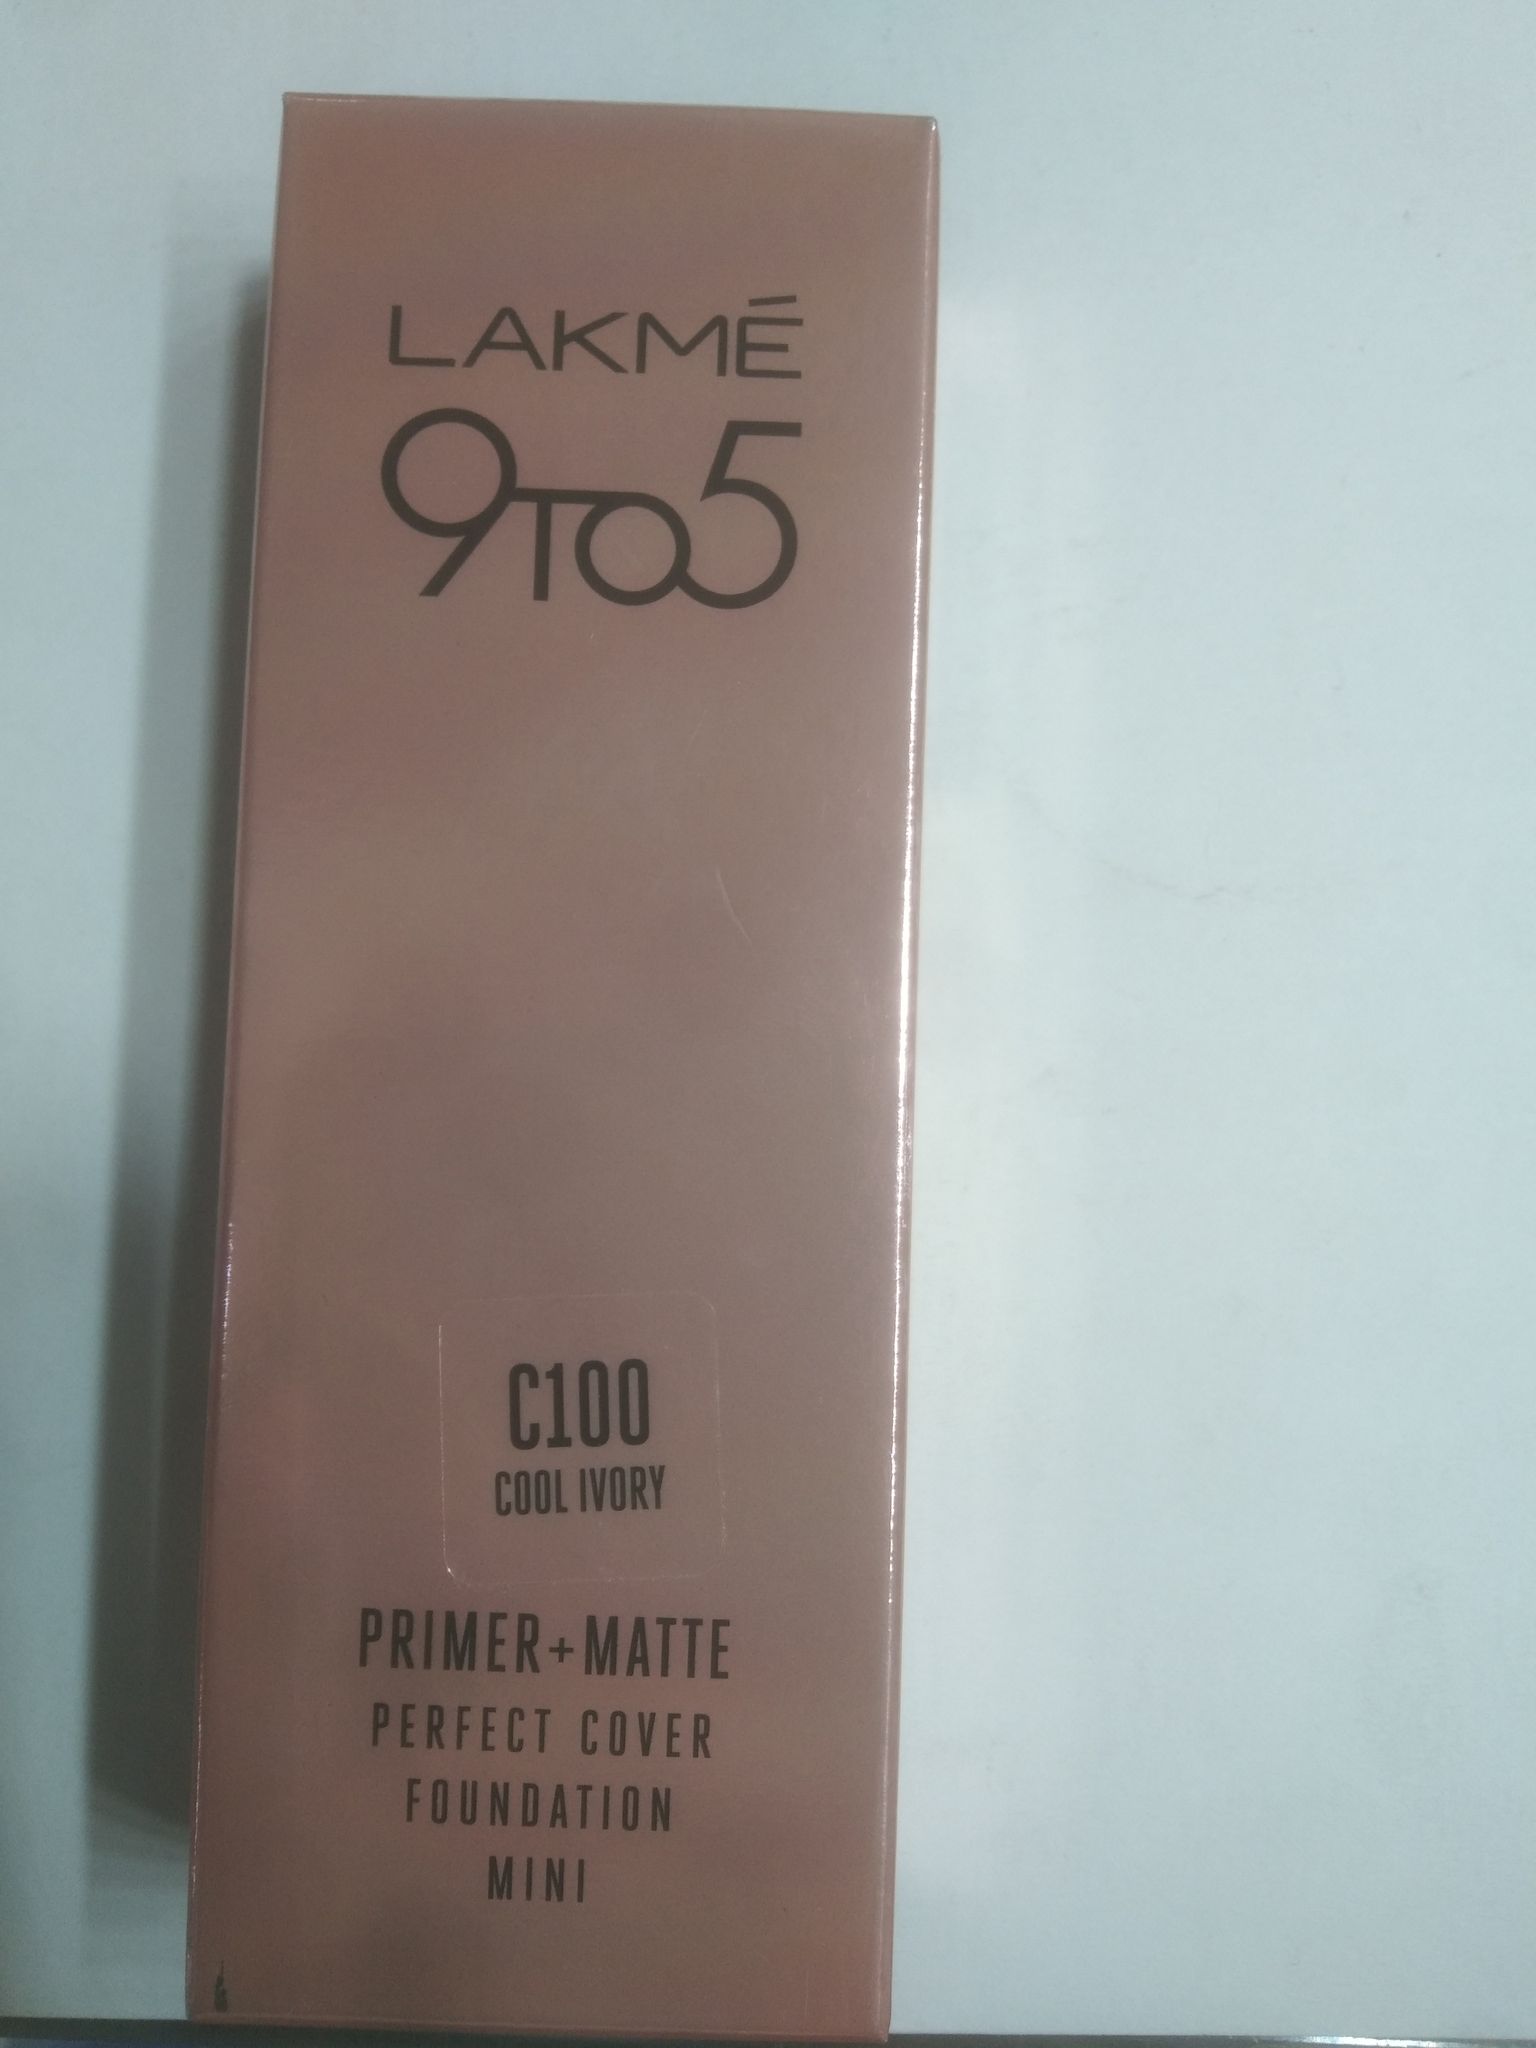 LAKMÉ
9TO5
C100
COOL IVORY
PRIMER+MATTE
PERFECT COVER
FOUNDATION
MINI